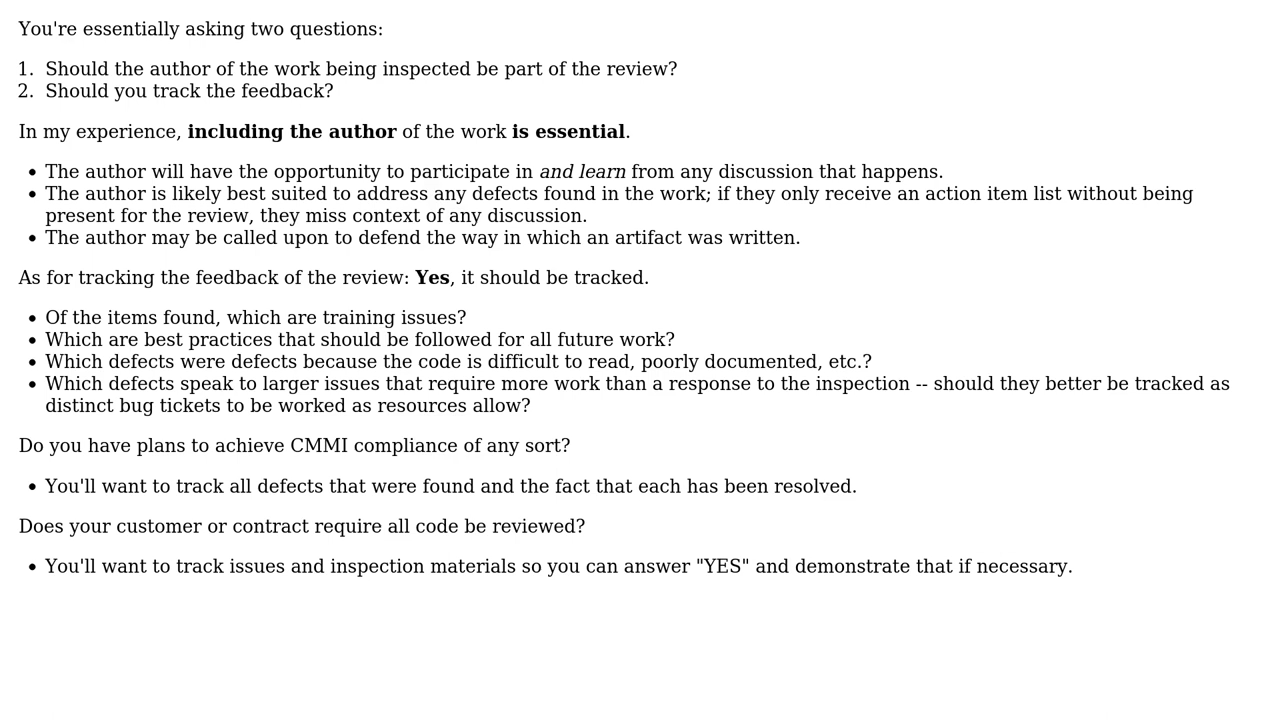 You're essentially asking two questions:
1. Should the author of the work being inspected be part of the review?
2. Should you track the feedback?
In my experience, including the author of the work is essential.
• The author will have the opportunity to participate in and learn from any discussion that happens.
• The author is likely best suited to address any defects found in the work; if they only receive an action item list without being
present for the review, they miss context of any discussion.
• The author may be called upon to defend the way in which an artifact was written.
As for tracking the feedback of the review: Yes, it should be tracked.
• Of the items found, which are training issues?
• Which are best practices that should be followed for all future work?
• Which defects were defects because the code is difficult to read, poorly documented, etc.?
• Which defects speak to larger issues that require more work than a response to the inspection -- should they better be tracked as
distinct bug tickets to be worked as resources allow?
Do you have plans to achieve CMMI compliance of any sort?
• You'll want to track all defects that were found and the fact that each has been resolved.
Does your customer or contract require all code be reviewed?
• You'll want to track issues and inspection materials so you can answer "YES" and demonstrate that if necessary.